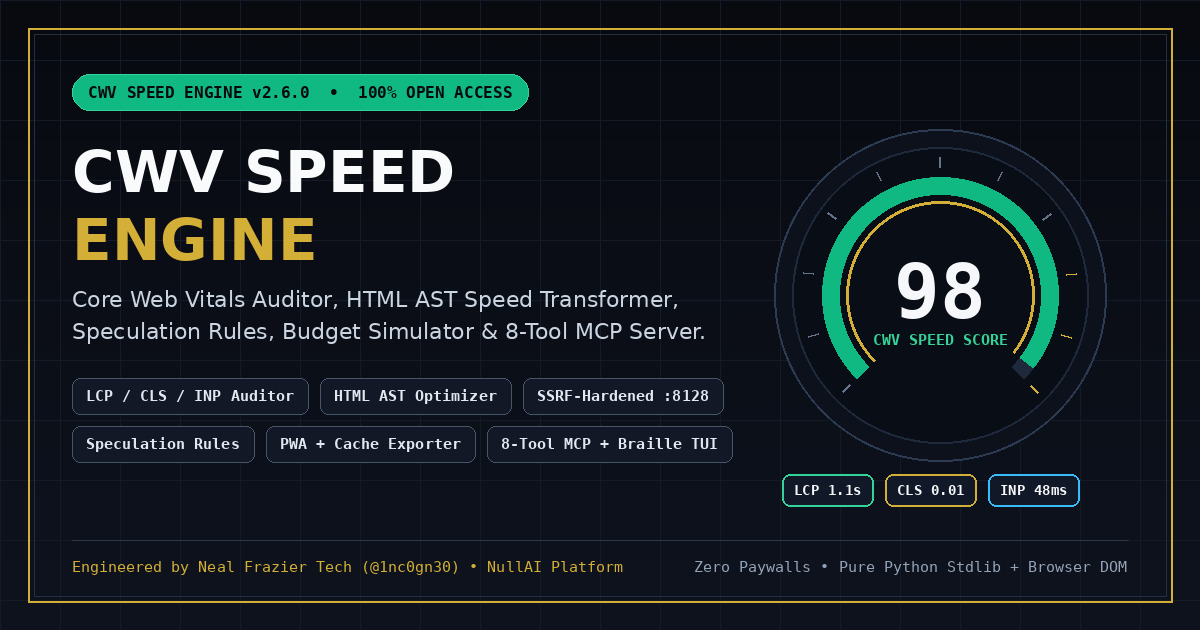 CWV SPEED ENGINE v2.6.0 • 100% OPEN ACCESS
CWV SPEED
ENGINE
Core Web Vitals Auditor, HTML AST Speed Transformer,
Speculation Rules, Budget Simulator & 8-Tool MCP Server.
LCP / CLS / INP Auditor
HTML AST Optimizer
SSRF-Hardened :8128
Speculation Rules
PWA + Cache Exporter
8-Tool MCP + Braille TUI
98
CWV SPEED SCORE
LCP 1.1s
CLS 0.01
INP 48ms
Engineered by Neal Frazier Tech (@1nc0gn30) • NullAI Platform
Zero Paywalls • Pure Python Stdlib + Browser DOM